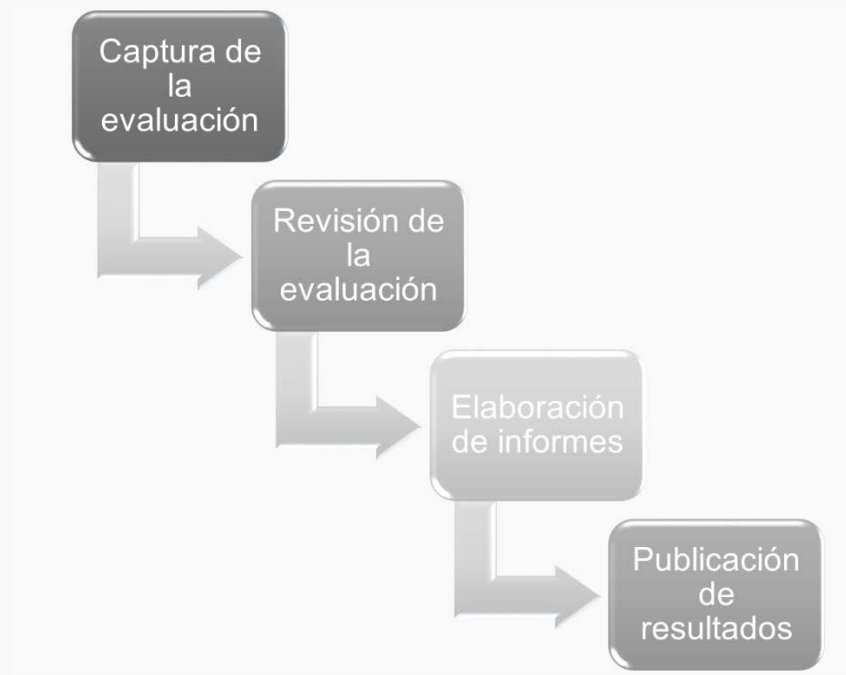 Captura de
la
evaluación
Revisión de
la
evaluación
Elaboración
de informes
Publicación
de
resultados